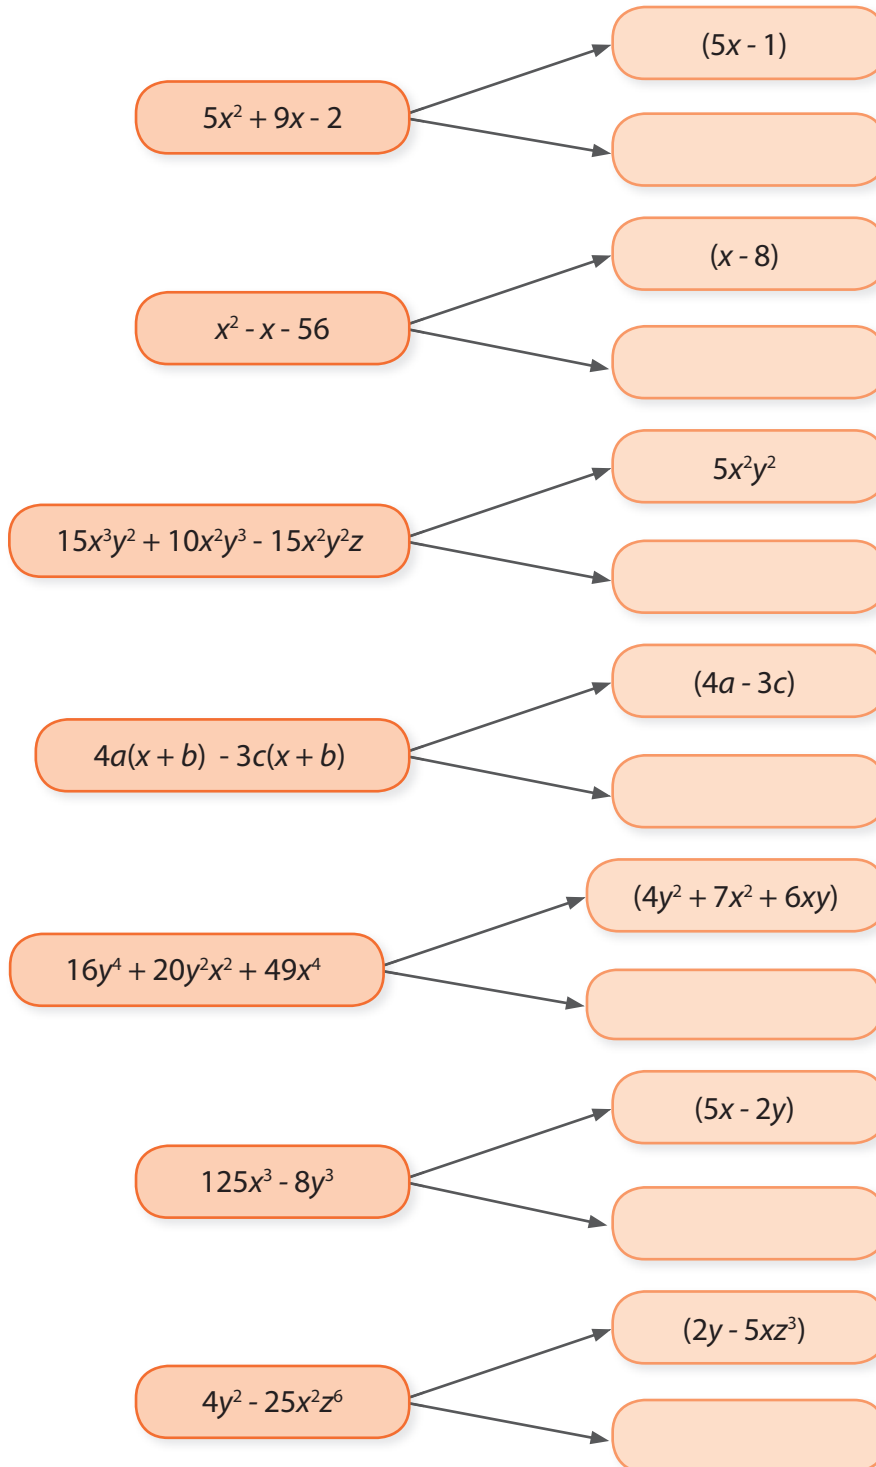 (5x - 1)
5x² + 9x - 2
(x - 8)
x² - x - 56
5x²y²
15x³y² + 10x²y³ - 15x²y²z
(4a - 3c)
4a(x + b) - 3c(x + b)
(4y² + 7x² + 6xy)
16y⁴ + 20y²x² + 49x⁴
(5x - 2y)
125x³ - 8y³
(2y - 5xz³)
4y² - 25x²z⁶